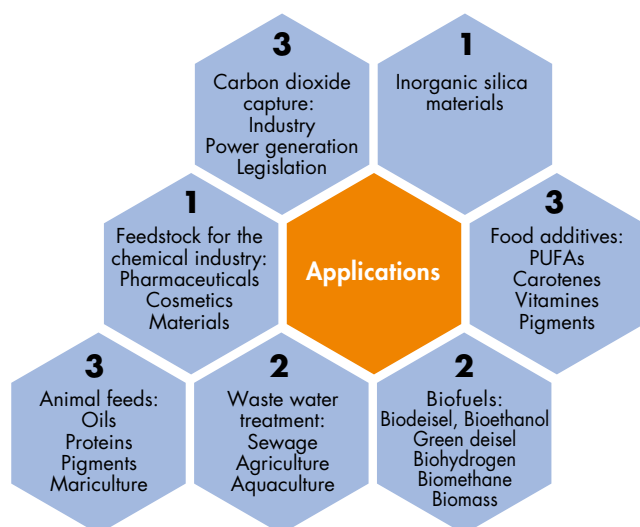 3
Carbon dioxide
capture:
Industry
Power generation
Legislation
1
Inorganic silica
materials
1
Feedstock for the
chemical industry:
Pharmaceuticals
Cosmetics
Materials
Applications
3
Food additives:
PUFAs
Carotenes
Vitamines
Pigments
3
Animal feeds:
Oils
Proteins
Pigments
Mariculture
2
Waste water
treatment:
Sewage
Agriculture
Aquaculture
2
Biofuels:
Biodeisel, Bioethanol
Green deisel
Biohydrogen
Biomethane
Biomass